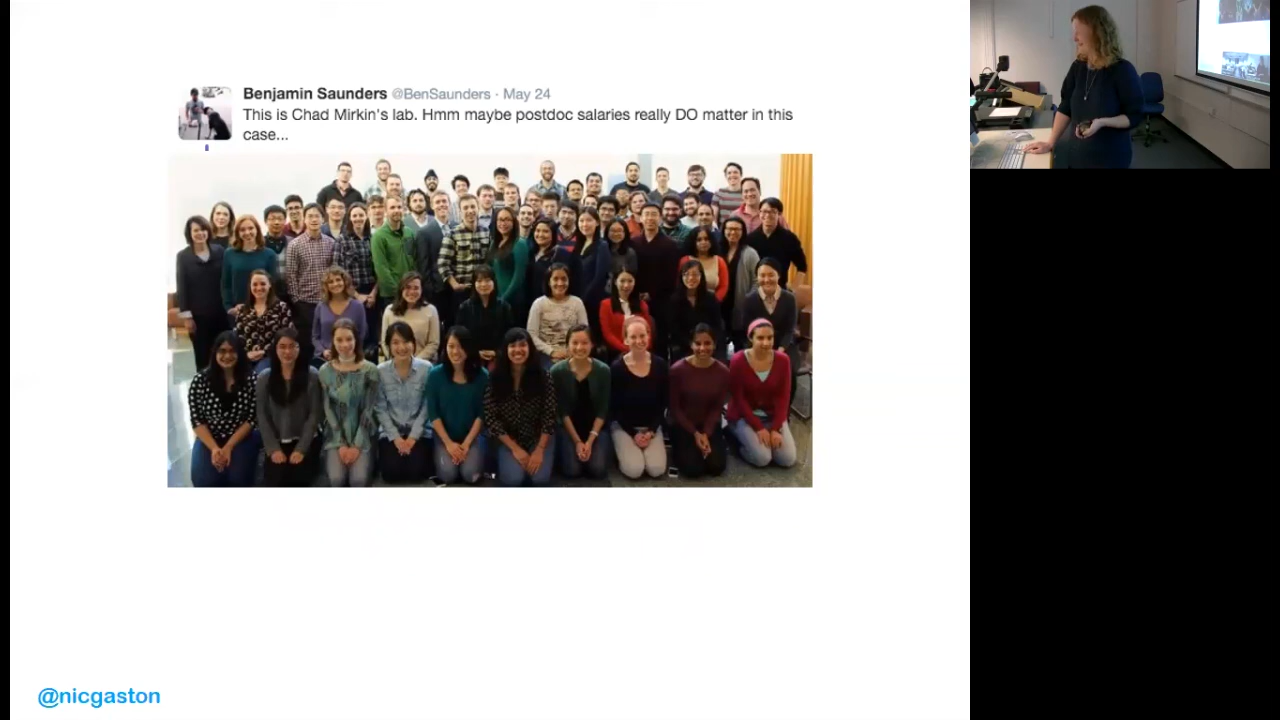 Benjamin Saunders @BenSaunders · May 24
This is Chad Mirkin's lab. Hmm maybe postdoc salaries really DO matter in this
case...
@nicgaston